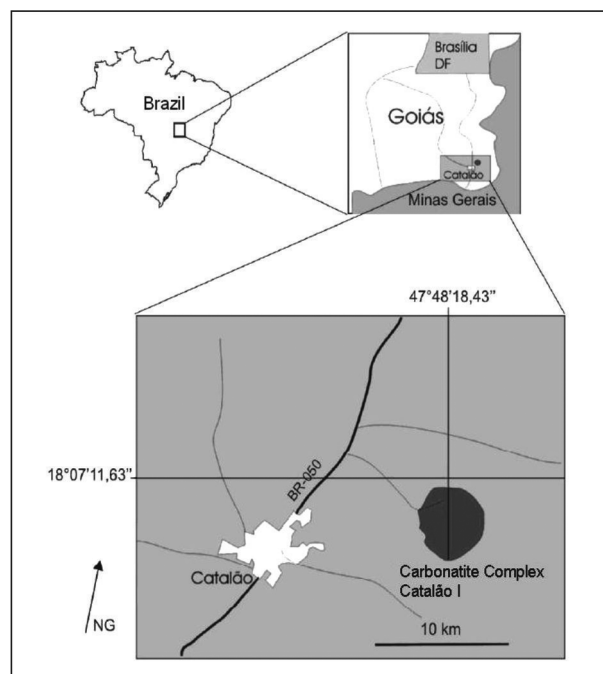 Brazil
Brasília
DF
Goiás
Catalão
Minas Gerais
47°48'18,43”
18°07'11,63”
BR-050
Catalão
Carbonatite Complex
Catalão I
NG
10 km